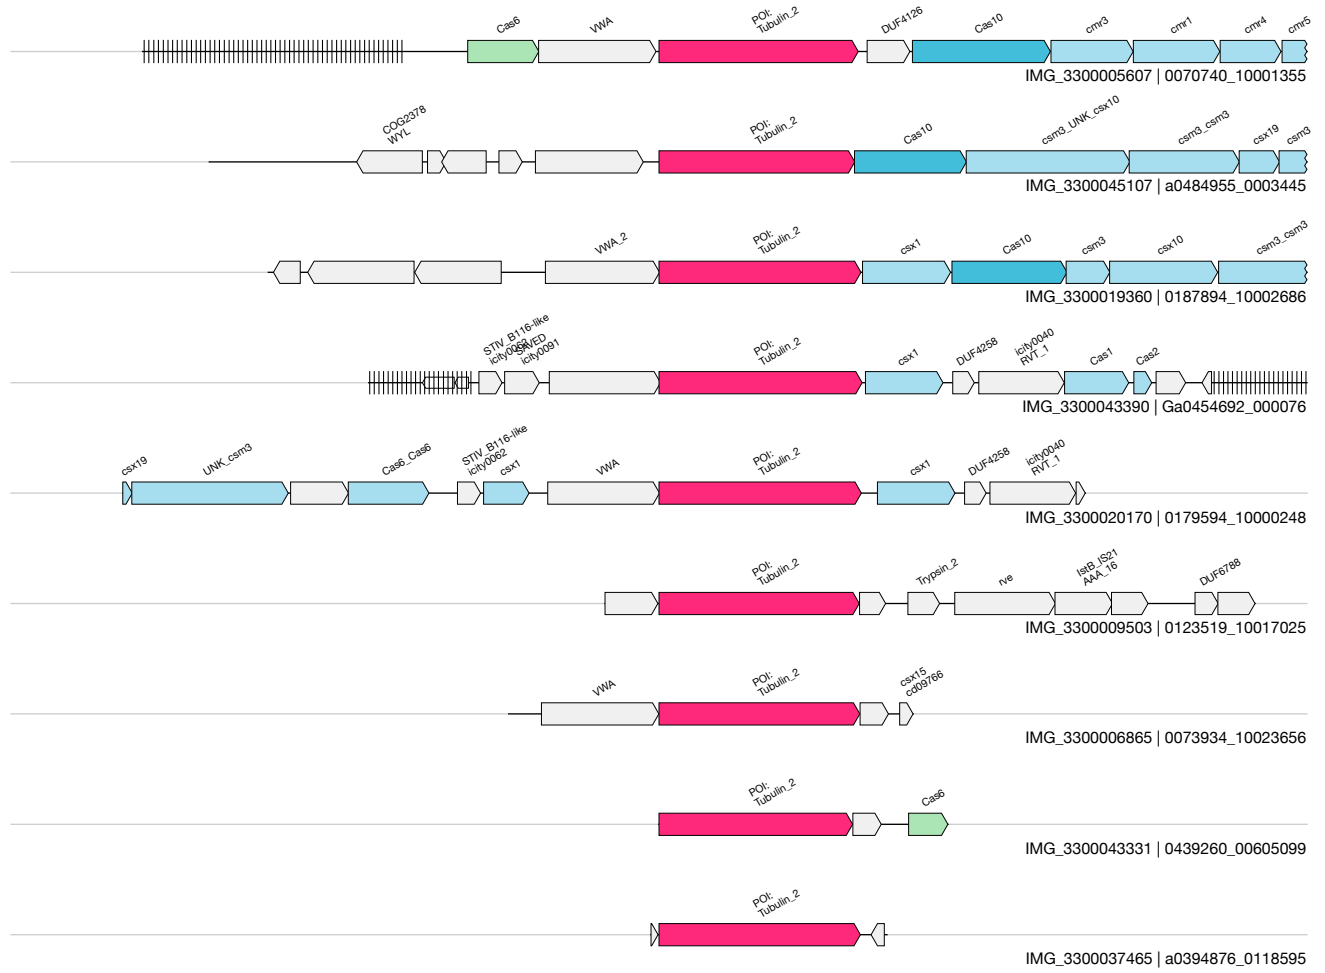 Cas6
VWA
POI:
Tubulin_2
DUF4126
Cas10
cmr3
cmr1
cmr4
cmr5
IMG_3300005607 | 0070740_10001355
COG2378
WYL
POI:
Tubulin_2
Cas10
csm3_UNK_csx10
csm3_csm3
csx19
csm3
IMG_3300045107 | a0484955_0003445
VWA_2
POI:
Tubulin_2
csx1
Cas10
csm3
csx10
csm3_csm3
IMG_3300019360 | 0187894_10002686
STIV_B116-like
icity0062
SAVED
icity0091
POI:
Tubulin_2
csx1
DUF4258
icity0040
RVT_1
Cas1
Cas2
IMG_3300043390 | Ga0454692_000076
csx19
UNK_csm3
Cas6_Cas6
STIV_B116-like
icity0062
csx1
VWA
POI:
Tubulin_2
csx1
DUF4258
icity0040
RVT_1
IMG_3300020170 | 0179594_10000248
POI:
Tubulin_2
Trypsin_2
rve
IstB_IS21
AAA_16
DUF6788
IMG_3300009503 | 0123519_10017025
VWA
POI:
Tubulin_2
csx15
cd09766
IMG_3300006865 | 0073934_10023656
POI:
Tubulin_2
Cas6
IMG_3300043331 | 0439260_00605099
POI:
Tubulin_2
IMG_3300037465 | a0394876_0118595